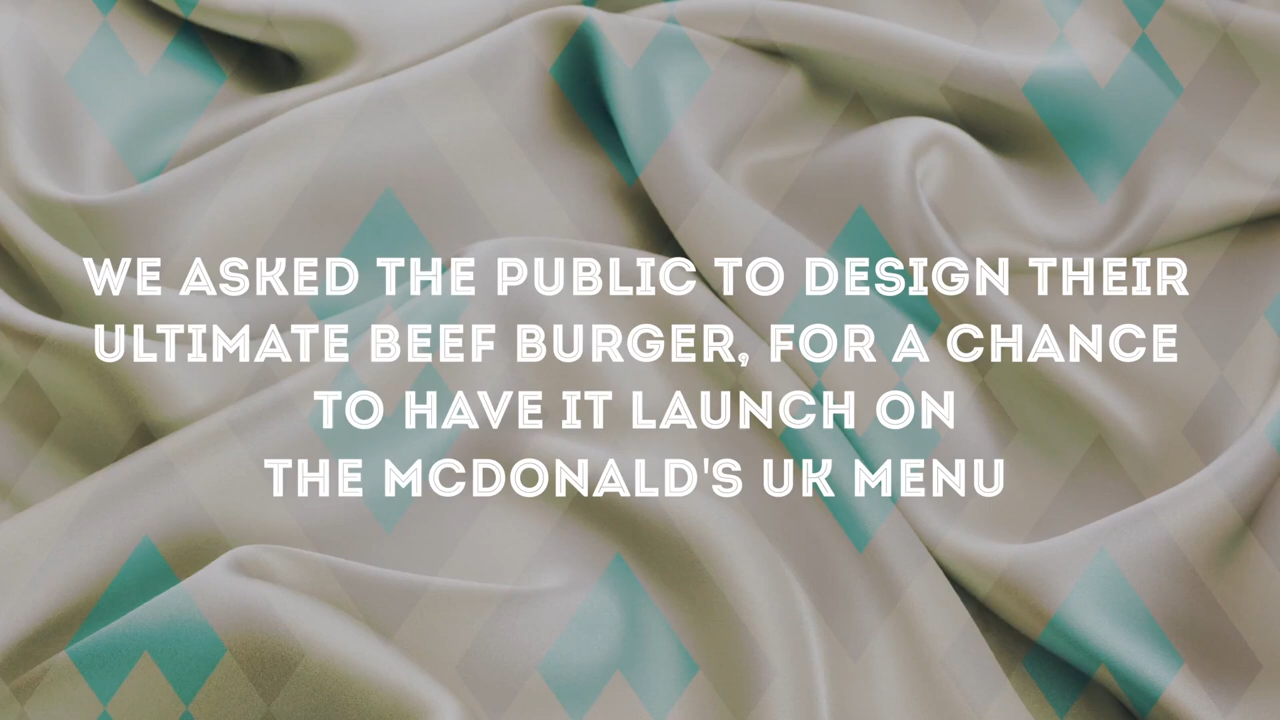 WE ASKED THE PUBLIC TO DESIGN THEIR
ULTIMATE BEEF BURGER, FOR A CHANCE
TO HAVE IT LAUNCH ON
THE MCDONALD'S UK MENU